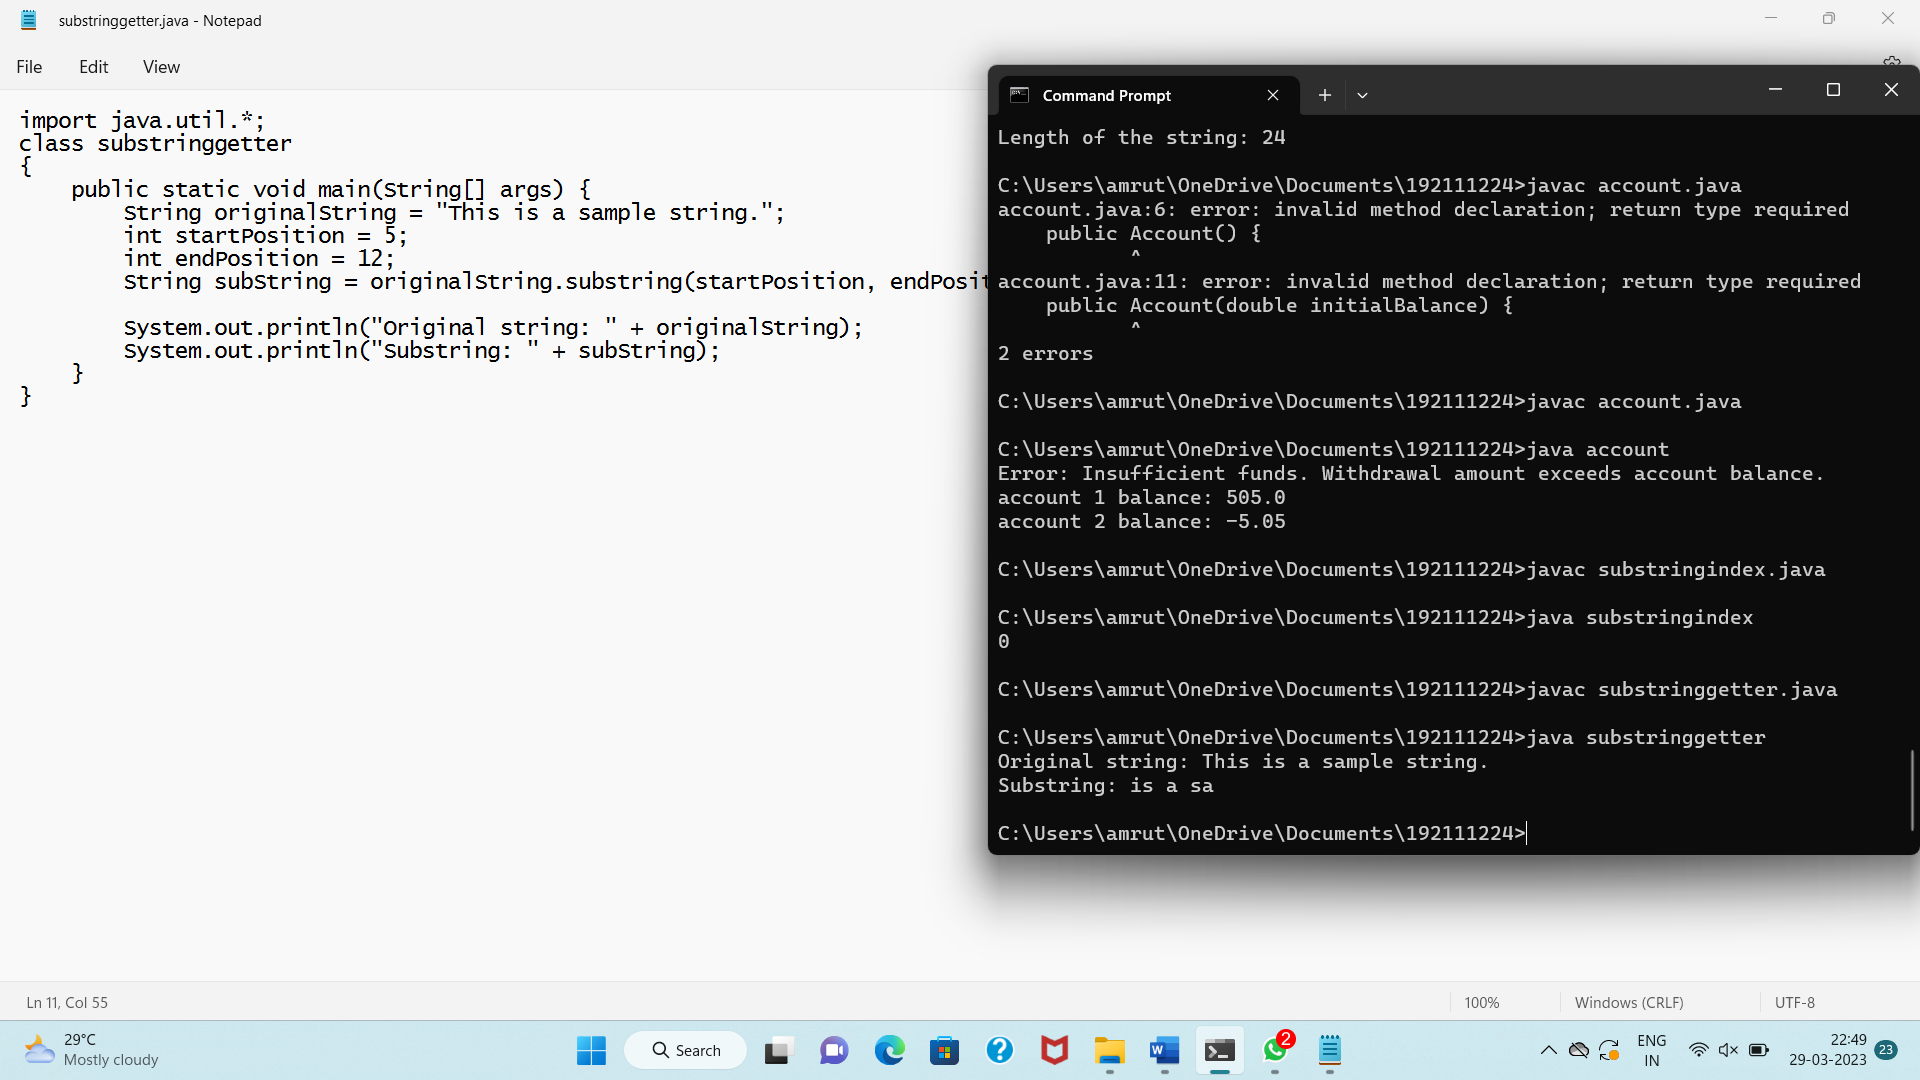 substringgetter.java - Notepad
File Edit View
import java.util.*;
class substringgetter
{
    public static void main(String[] args) {
        String originalString = "This is a sample string.";
        int startPosition = 5;
        int endPosition = 12;
        String subString = originalString.substring(startPosition, endPosit

        System.out.println("Original string: " + originalString);
        System.out.println("Substring: " + subString);
    }
}
Command Prompt
Length of the string: 24

C:\Users\amrut\OneDrive\Documents\192111224>javac account.java
account.java:6: error: invalid method declaration; return type required
    public Account() {
           ^
account.java:11: error: invalid method declaration; return type required
    public Account(double initialBalance) {
           ^
2 errors

C:\Users\amrut\OneDrive\Documents\192111224>javac account.java

C:\Users\amrut\OneDrive\Documents\192111224>java account
Error: Insufficient funds. Withdrawal amount exceeds account balance.
account 1 balance: 505.0
account 2 balance: -5.05

C:\Users\amrut\OneDrive\Documents\192111224>javac substringindex.java

C:\Users\amrut\OneDrive\Documents\192111224>java substringindex
0

C:\Users\amrut\OneDrive\Documents\192111224>javac substringgetter.java

C:\Users\amrut\OneDrive\Documents\192111224>java substringgetter
Original string: This is a sample string.
Substring: is a sa

C:\Users\amrut\OneDrive\Documents\192111224>
Ln 11, Col 55 100% Windows (CRLF) UTF-8
29°C
Mostly cloudy
Search
2
ENG
IN
22:49
29-03-2023
23